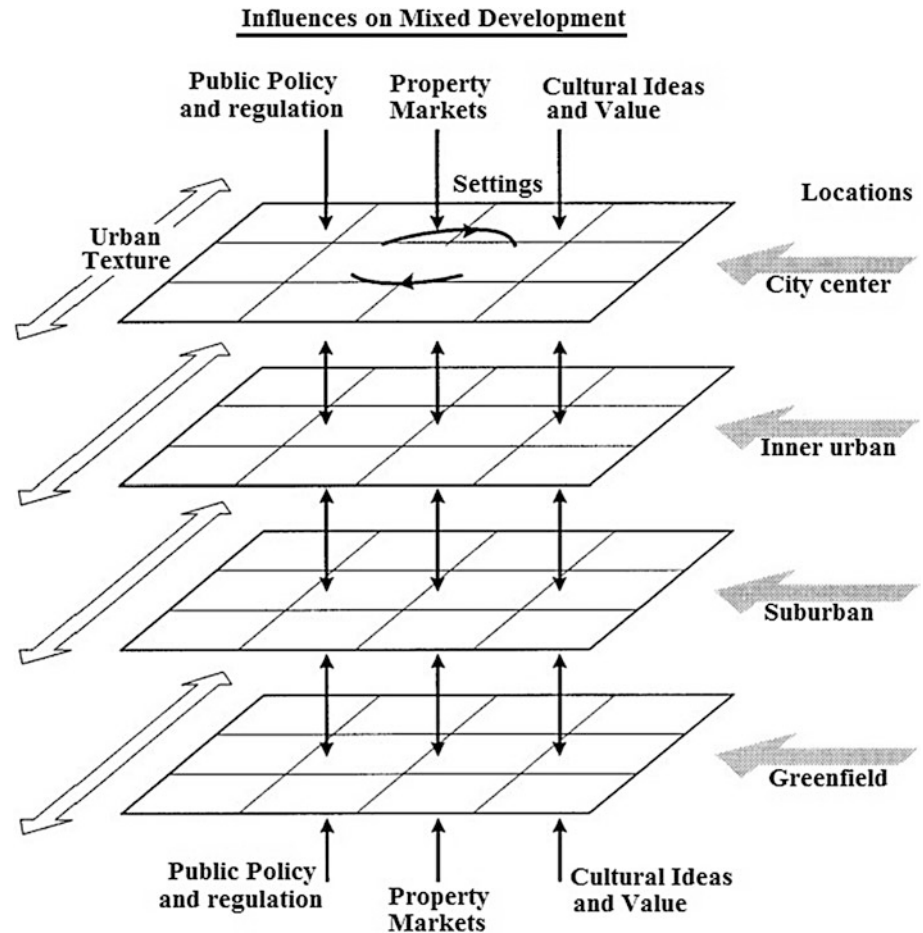 Influences on Mixed Development
Public Policy
and regulation
Property
Markets
Cultural Ideas
and Value
Settings
Locations
Urban
Texture
City center
Inner urban
Suburban
Greenfield
Public Policy
and regulation
Property
Markets
Cultural Ideas
and Value